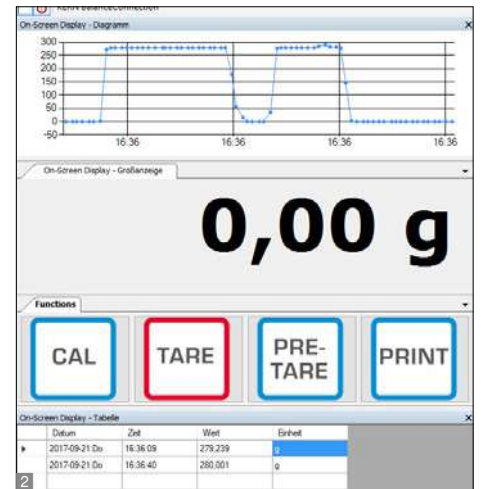 KERN BalanceConnection
On-Screen Display - Diagramm
300
250
200
150
100
50
0
-50
16:36 16:36 16:36 16:36
On-Screen Display - Großanzeige
0,00 g
Functions
CAL TARE PRE-TARE PRINT
On-Screen Display - Tabelle
Datum Zeit Wert Einheit
2017-09-21 Do 16:36:09 279,239 g
2017-09-21 Do 16:36:40 280,001 g
2